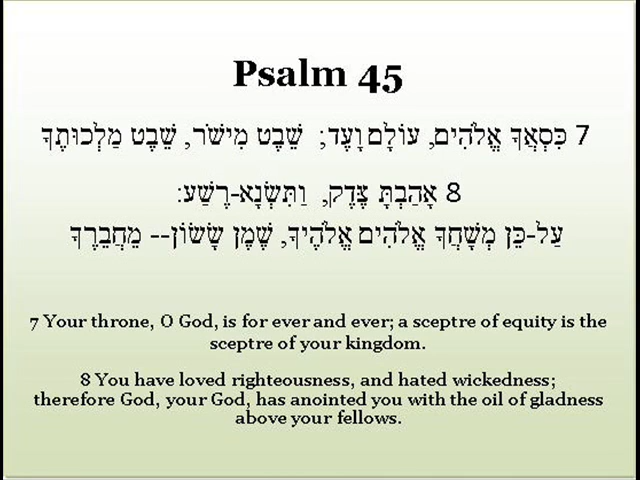 Psalm 45
7 כִּסְאֲךָ אֱלֹהִים, עוֹלָם וָעֶד;  שֵׁבֶט מִישֹׁר, שֵׁבֶט מַלְכוּתֶךָ
8 אָהַבְתָּ צֶּדֶק,  וַתִּשְׂנָא-רֶשַׁע:
עַל-כֵּן מְשָׁחֲךָ אֱלֹהִים אֱלֹהֶיךָ, שֶׁמֶן שָׂשׂוֹן-- מֵחֲבֵרֶךָ
7 Your throne, O God, is for ever and ever; a sceptre of equity is the
sceptre of your kingdom.
8 You have loved righteousness, and hated wickedness;
therefore God, your God, has anointed you with the oil of gladness
above your fellows.